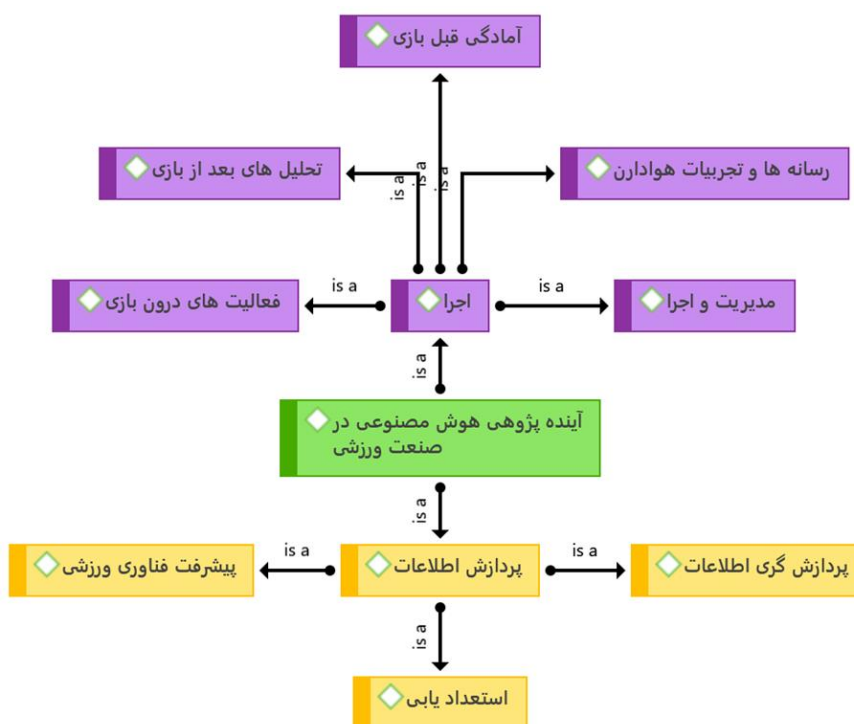 آمادگی قبل بازی
تحلیل های بعد از بازی
رسانه ها و تجربیات هوادارن
is a
is a
is a
فعالیت های درون بازی
is a
اجرا
is a
مدیریت و اجرا
is a
آینده پژوهی هوش مصنوعی در
صنعت ورزشی
is a
پیشرفت فناوری ورزشی
is a
پردازش اطلاعات
is a
پردازش گری اطلاعات
is a
استعداد یابی